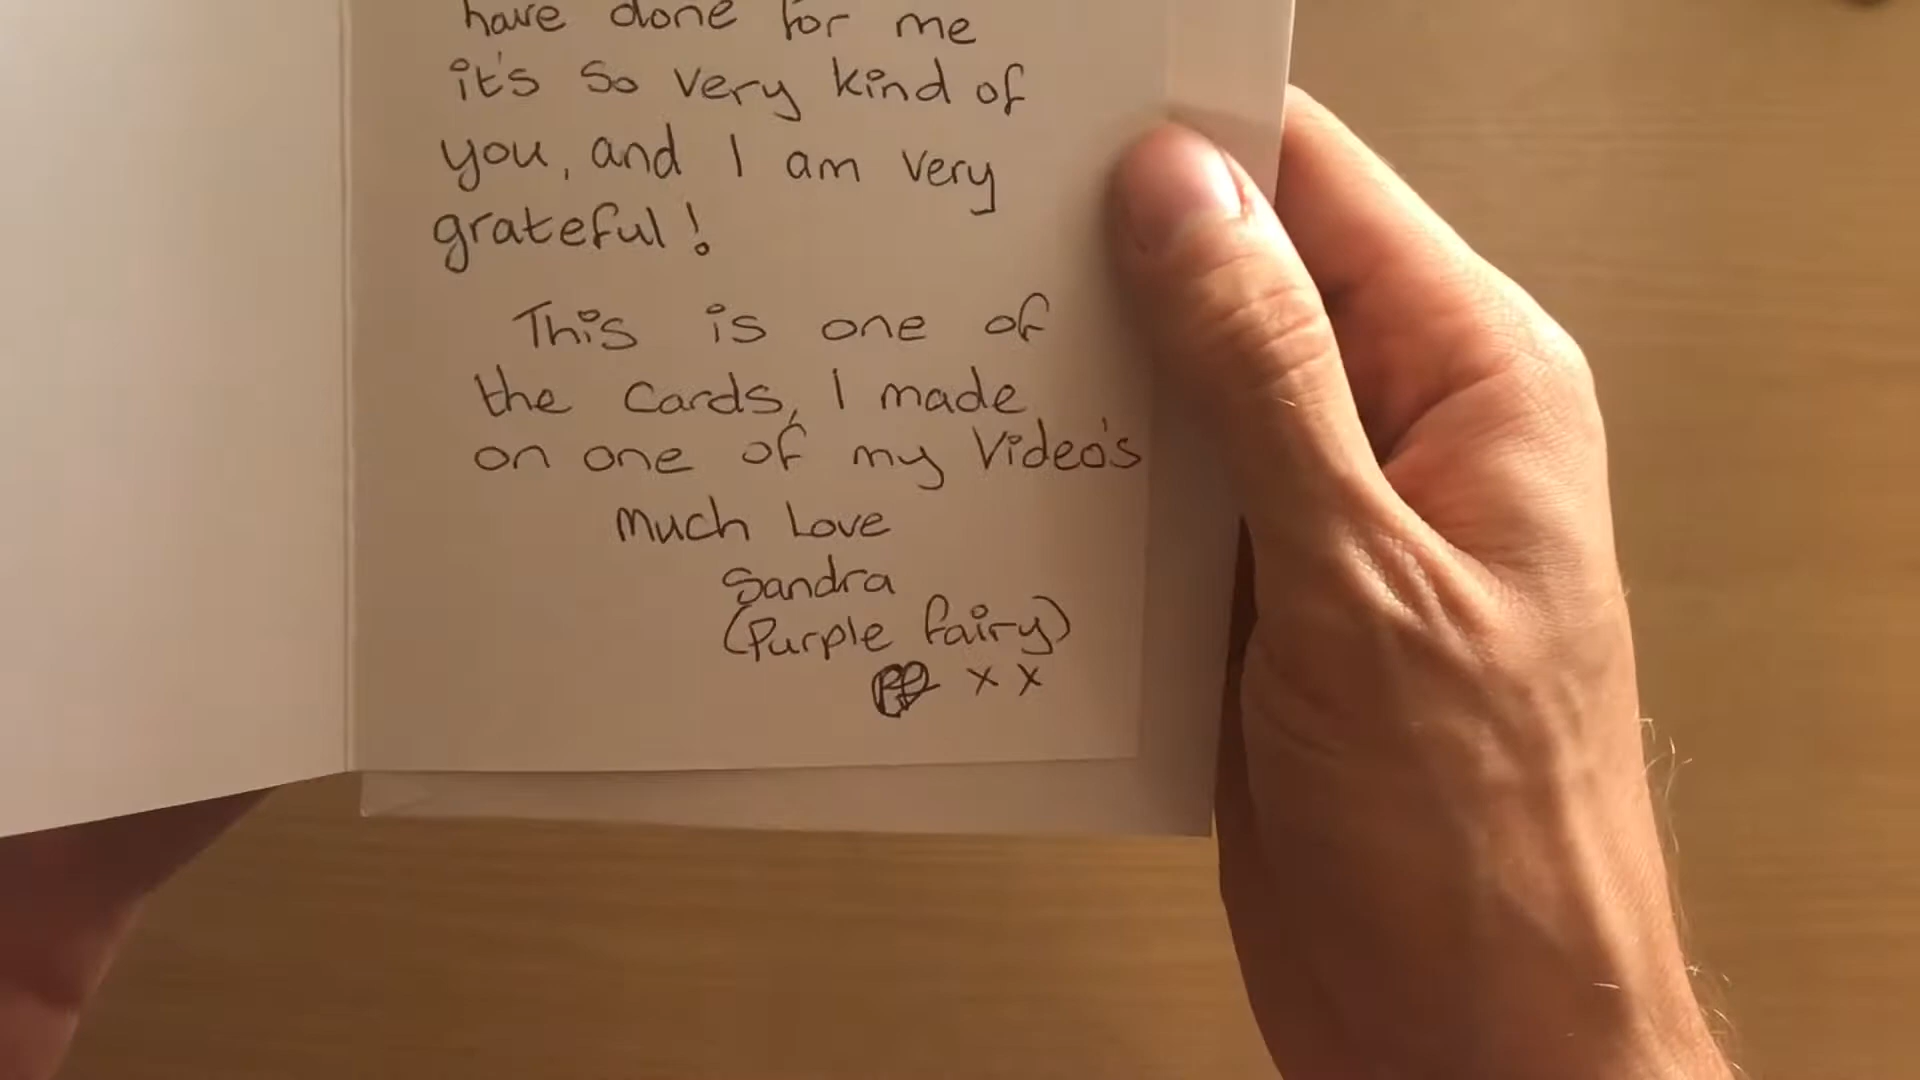 have done for me
it's so very kind of
you, and I am very
grateful!
This is one of
the cards, I made
on one of my Video's
much Love
Sandra
(Purple fairy)
x x